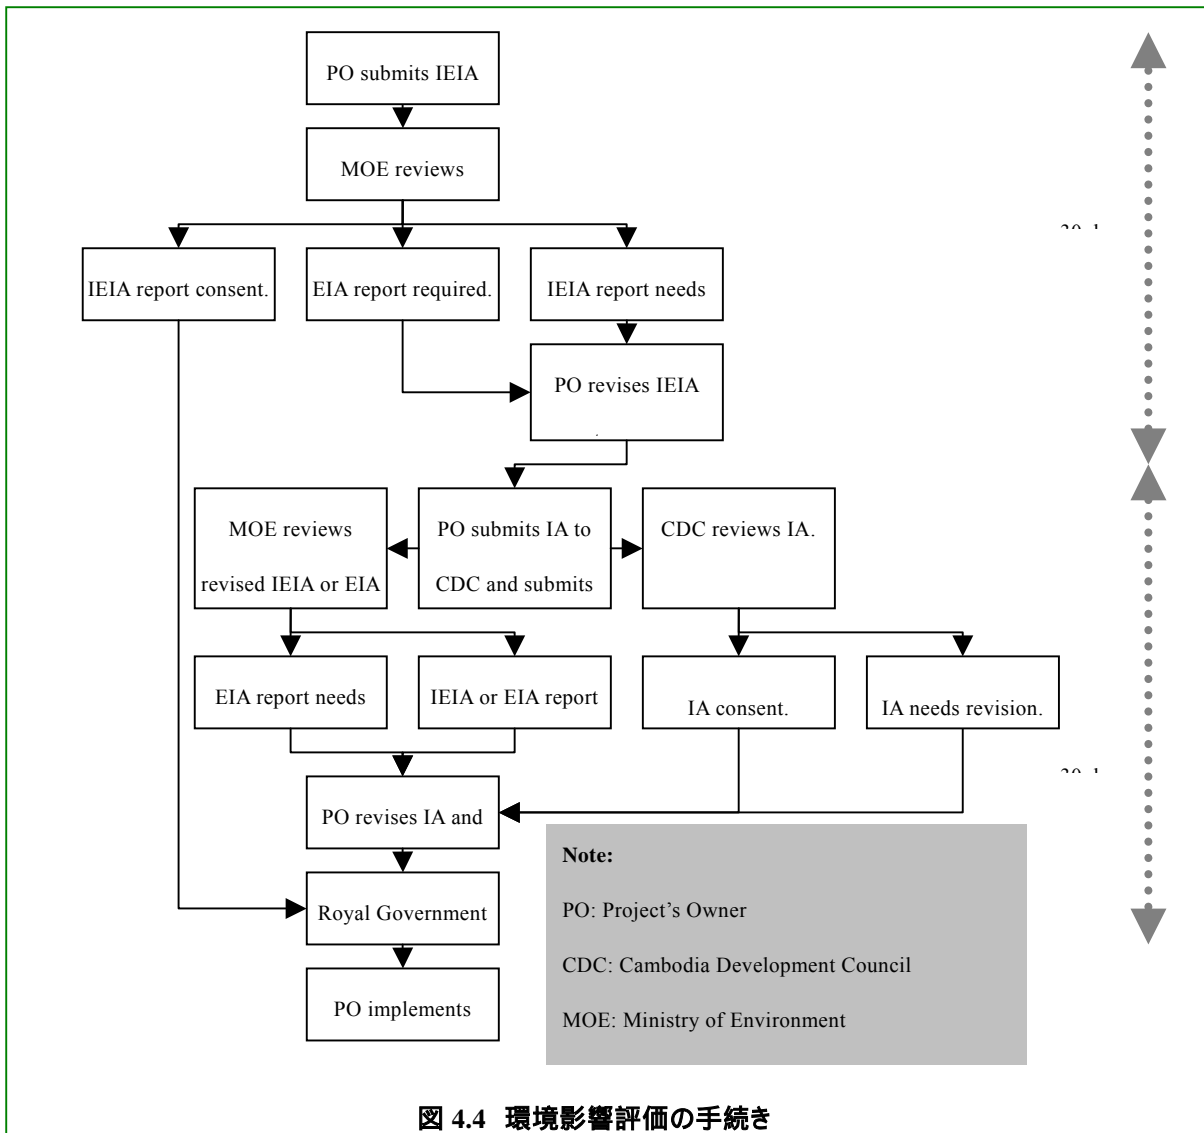 PO submits IEIA
MOE reviews
IEIA report consent.
EIA report required.
IEIA report needs
PO revises IEIA
MOE reviews
revised IEIA or EIA
PO submits IA to
CDC and submits
CDC reviews IA.
EIA report needs
IEIA or EIA report
IA consent.
IA needs revision.
PO revises IA and
Royal Government
PO implements
Note:
PO: Project’s Owner
CDC: Cambodia Development Council
MOE: Ministry of Environment
図 4.4 環境影響評価の手続き